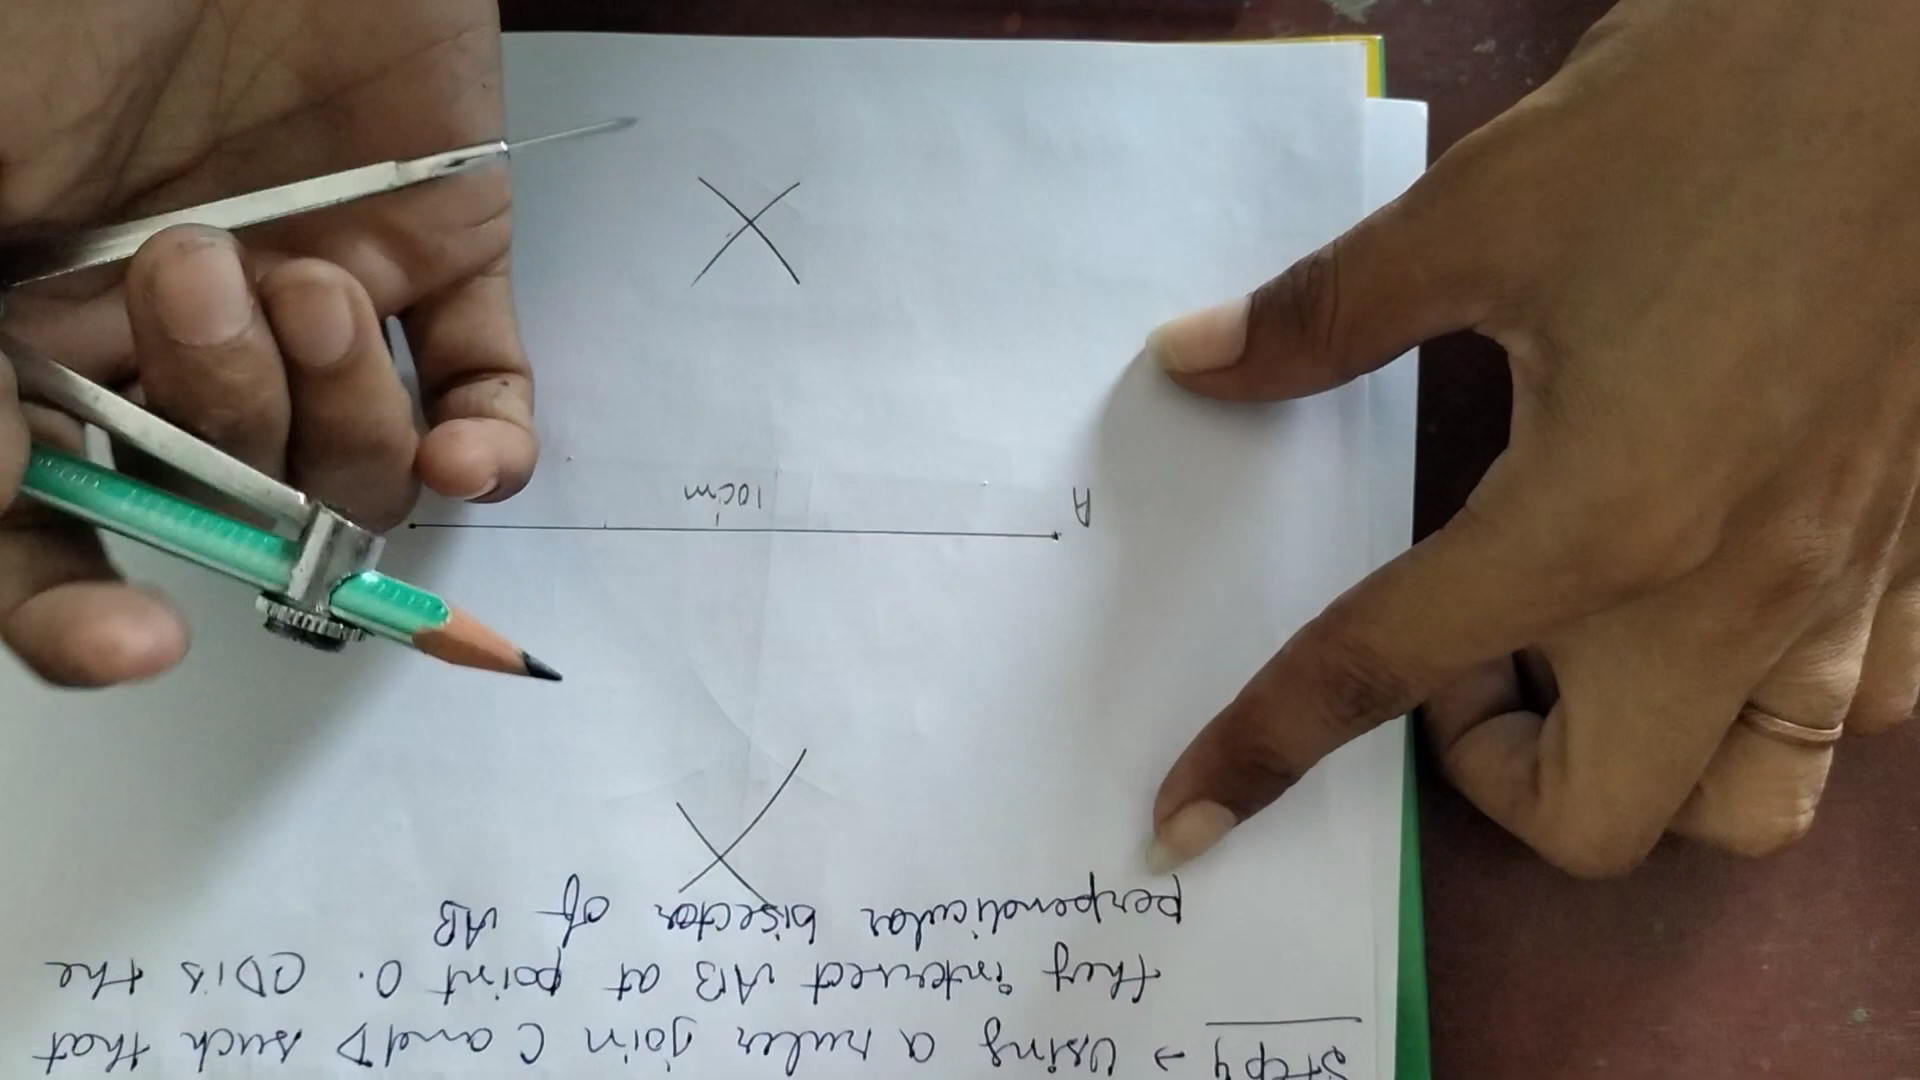 Step 4 → Using a ruler join C and D such that
they intersect AB at point O. CD is the
perpendicular bisector of AB
A
10cm